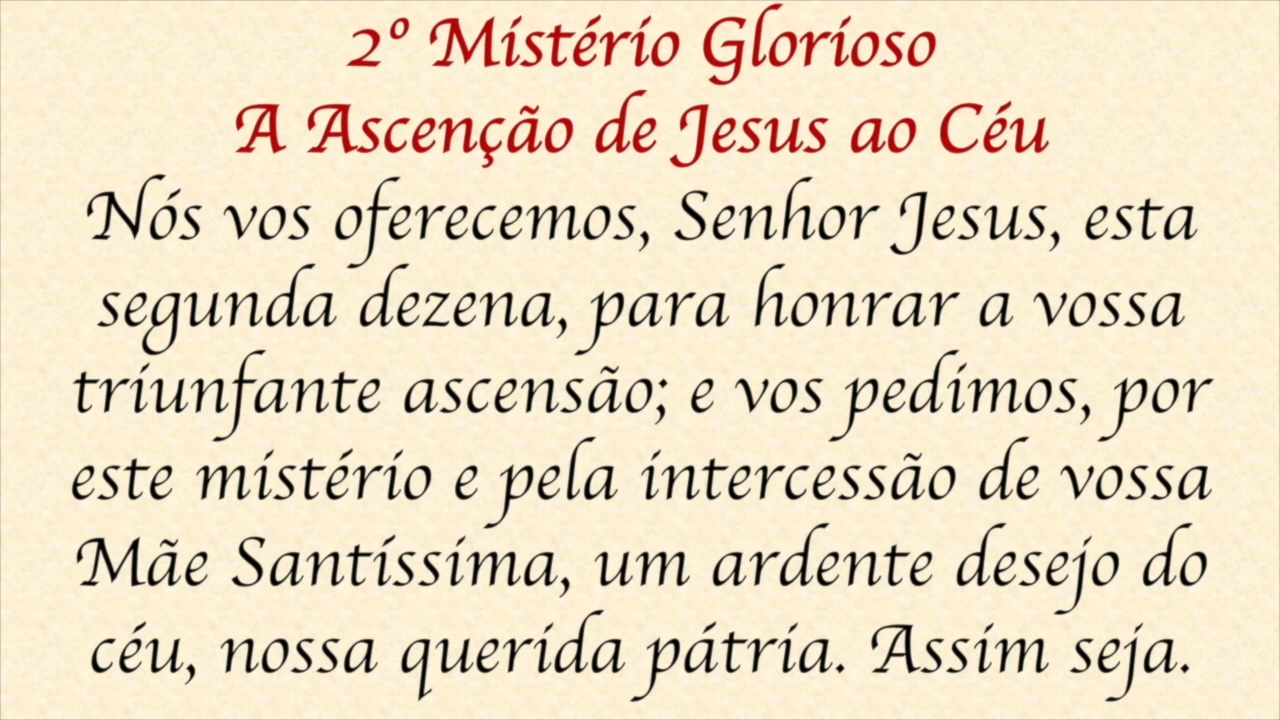 2º Mistério Glorioso
A Ascenção de Jesus ao Céu
Nós vos oferecemos, Senhor Jesus, esta
segunda dezena, para honrar a vossa
triunfante ascensão; e vos pedimos, por
este mistério e pela intercessão de vossa
Mãe Santíssima, um ardente desejo do
céu, nossa querida pátria. Assim seja.